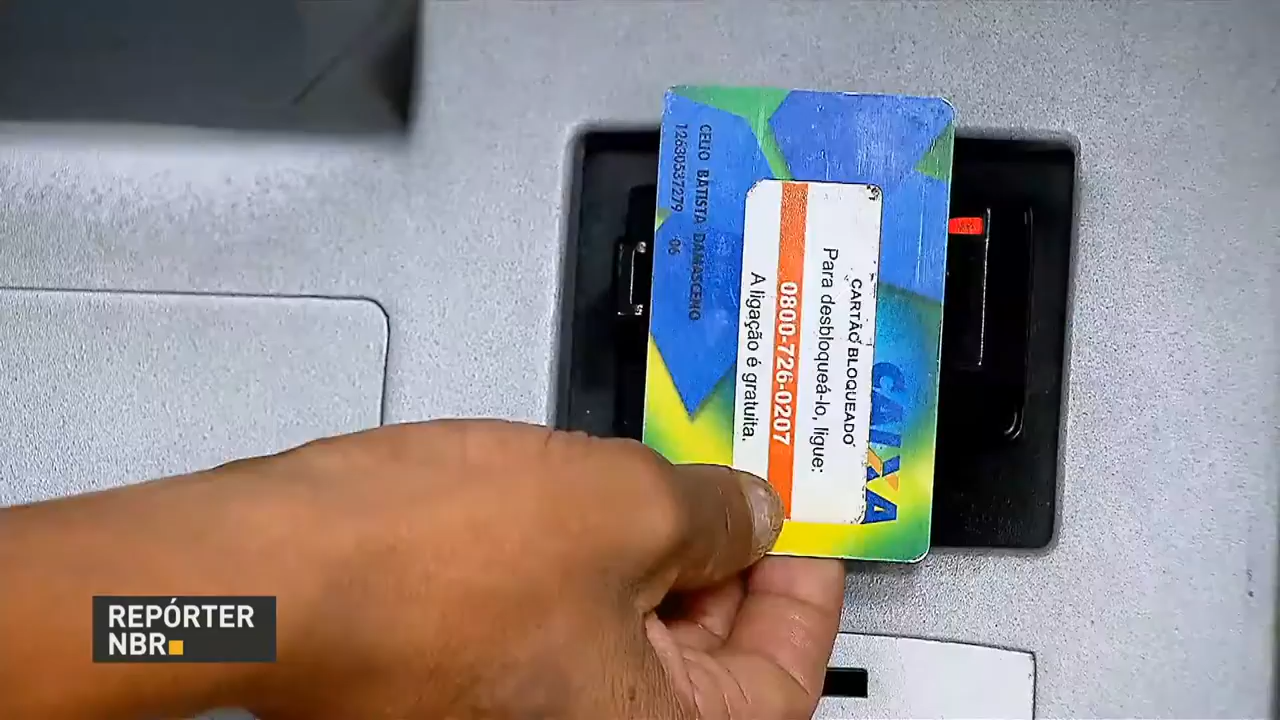 CAIXA
CARTÃO BLOQUEADO
Para desbloqueá-lo, ligue:
0800-726-0207
A ligação é gratuita.
CELIO BATISTA DAMASCENO
12630537279 06
REPÓRTER
NBR